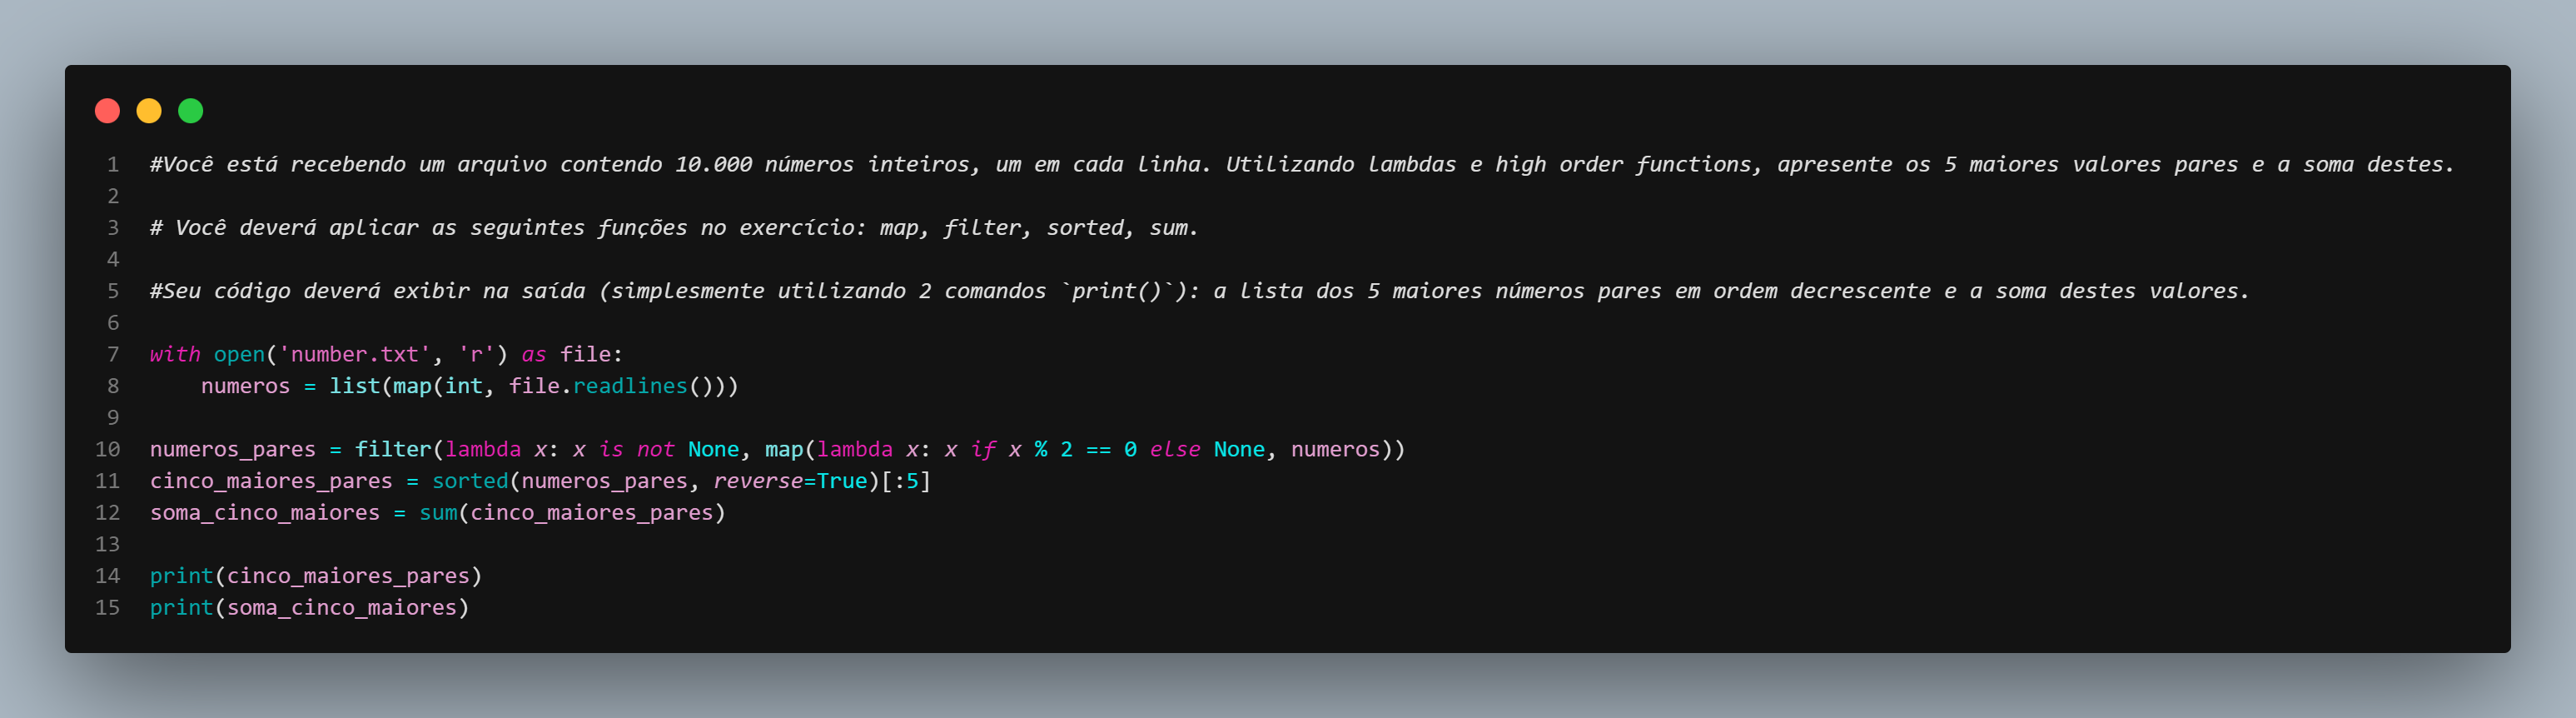 1 #Você está recebendo um arquivo contendo 10.000 números inteiros, um em cada linha. Utilizando lambdas e high order functions, apresente os 5 maiores valores pares e a soma destes.
2
3 # Você deverá aplicar as seguintes funções no exercício: map, filter, sorted, sum.
4
5 #Seu código deverá exibir na saída (simplesmente utilizando 2 comandos `print()`): a lista dos 5 maiores números pares em ordem decrescente e a soma destes valores.
6
7 with open('number.txt', 'r') as file:
8     numeros = list(map(int, file.readlines()))
9
10 numeros_pares = filter(lambda x: x is not None, map(lambda x: x if x % 2 == 0 else None, numeros))
11 cinco_maiores_pares = sorted(numeros_pares, reverse=True)[:5]
12 soma_cinco_maiores = sum(cinco_maiores_pares)
13
14 print(cinco_maiores_pares)
15 print(soma_cinco_maiores)